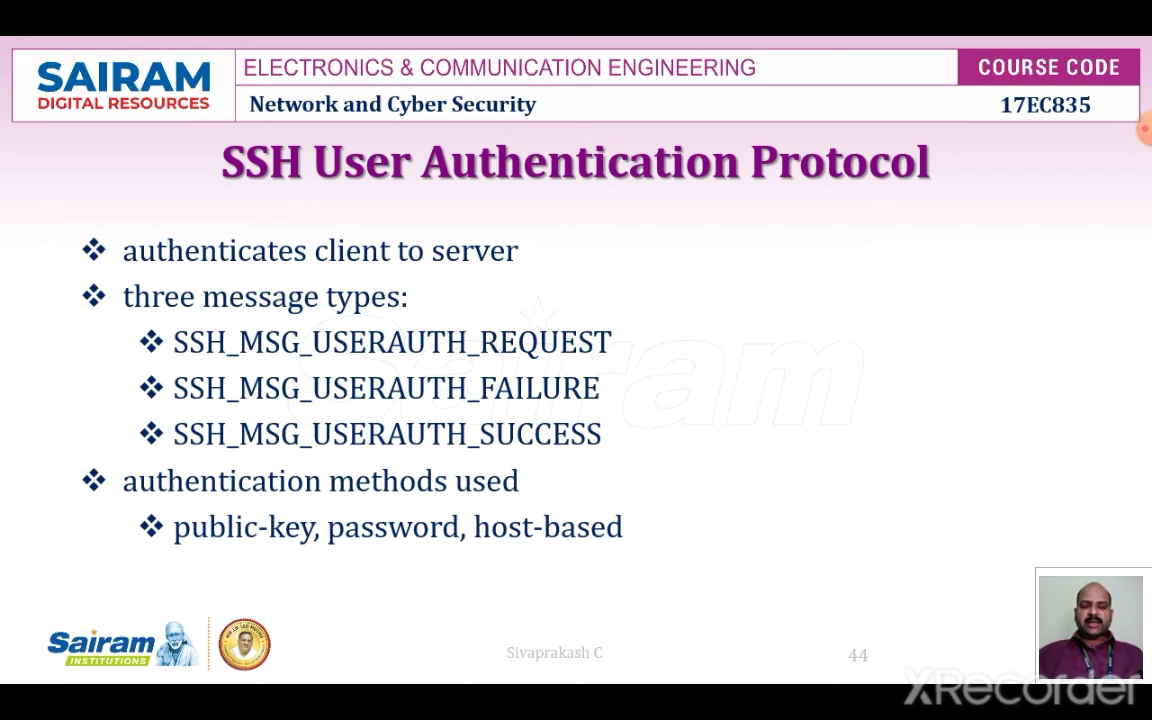 SAIRAM
DIGITAL RESOURCES
ELECTRONICS & COMMUNICATION ENGINEERING
COURSE CODE
Network and Cyber Security
17EC835
SSH User Authentication Protocol
❖ authenticates client to server
❖ three message types:
❖ SSH_MSG_USERAUTH_REQUEST
❖ SSH_MSG_USERAUTH_FAILURE
❖ SSH_MSG_USERAUTH_SUCCESS
❖ authentication methods used
❖ public-key, password, host-based
Sairam
Sairam
INSTITUTIONS
Sivaprakash C
44
XRecorder